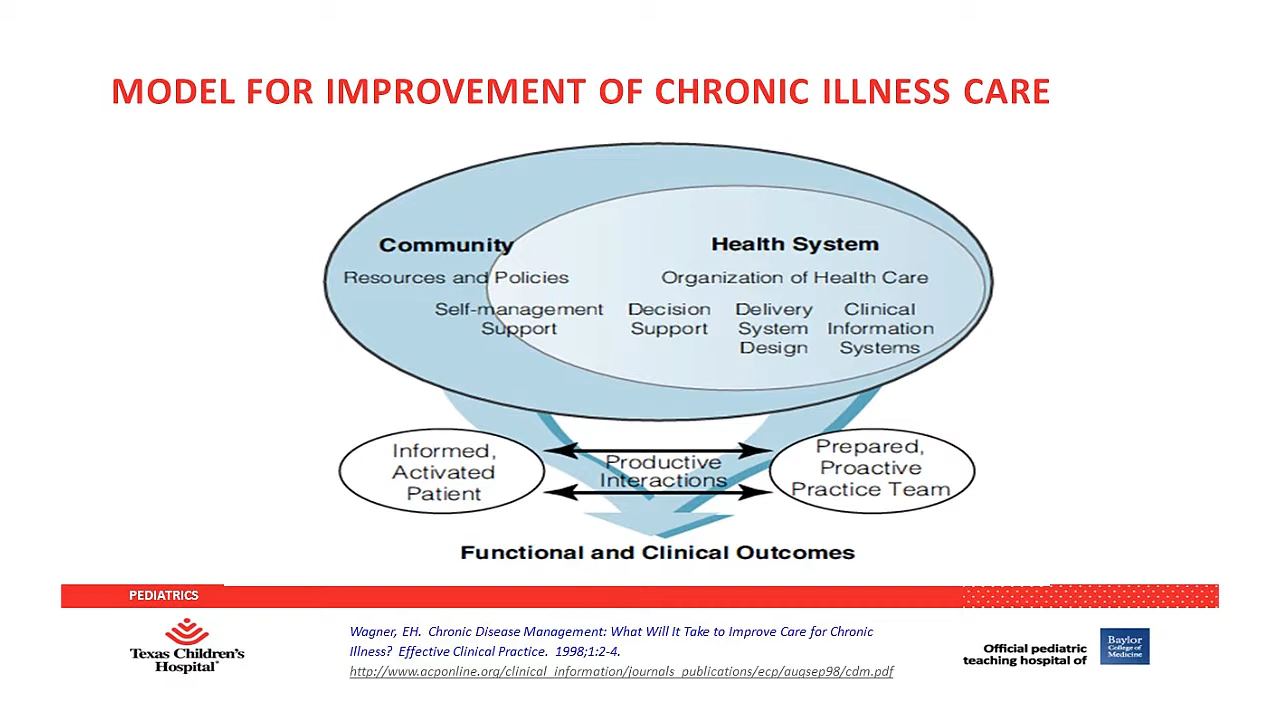 MODEL FOR IMPROVEMENT OF CHRONIC ILLNESS CARE
Community
Resources and Policies
Self-management
Support
Health System
Organization of Health Care
Decision
Support
Delivery
System
Design
Clinical
Information
Systems
Informed,
Activated
Patient
Productive
Interactions
Prepared,
Proactive
Practice Team
Functional and Clinical Outcomes
PEDIATRICS
Texas Children's
Hospital®
Wagner, EH. Chronic Disease Management: What Will It Take to Improve Care for Chronic
Illness? Effective Clinical Practice. 1998;1:2-4.
http://www.acponline.org/clinical_information/journals_publications/ecp/augsep98/cdm.pdf
Official pediatric
teaching hospital of
Baylor
College of
Medicine